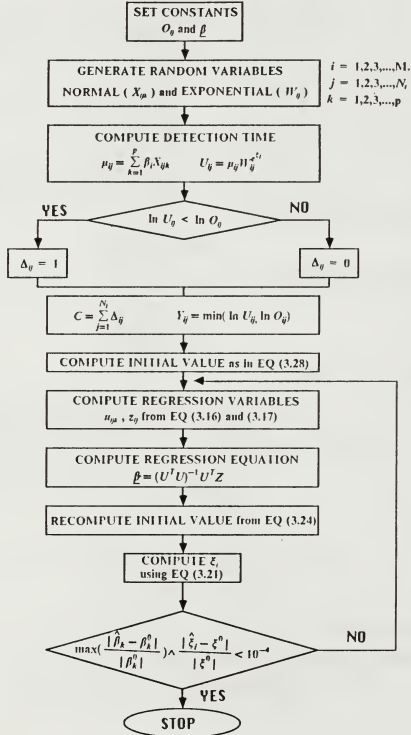 SET CONSTANTS
O_ij and β
GENERATE RANDOM VARIABLES
NORMAL ( X_ijk ) and EXPONENTIAL ( W_ij )
i = 1,2,3,...,M.
j = 1,2,3,...,N_i
k = 1,2,3,...,p
COMPUTE DETECTION TIME
μ_ij = Σ_{k=1}^{p} β_i X_ijk    U_ij = μ_ij W_ij^{e^{ξ_i}}
YES
ln U_ij < ln O_ij
NO
Δ_ij = 1
Δ_ij = 0
C = Σ_{j=1}^{N_i} Δ_ij    Y_ij = min( ln U_ij, ln O_ij)
COMPUTE INITIAL VALUE as in EQ (3.28)
COMPUTE REGRESSION VARIABLES
u_ijk , z_ij from EQ (3.16) and (3.17)
COMPUTE REGRESSION EQUATION
β = (U^T U)^{-1} U^T Z
RECOMPUTE INITIAL VALUE from EQ (3.24)
COMPUTE ξ_i
using EQ (3.21)
max( |β̂_k − β_k^0| / |β_k^0| ) ∧ |ξ̂_i − ξ^0| / |ξ^0| < 10^{-4}
NO
YES
STOP